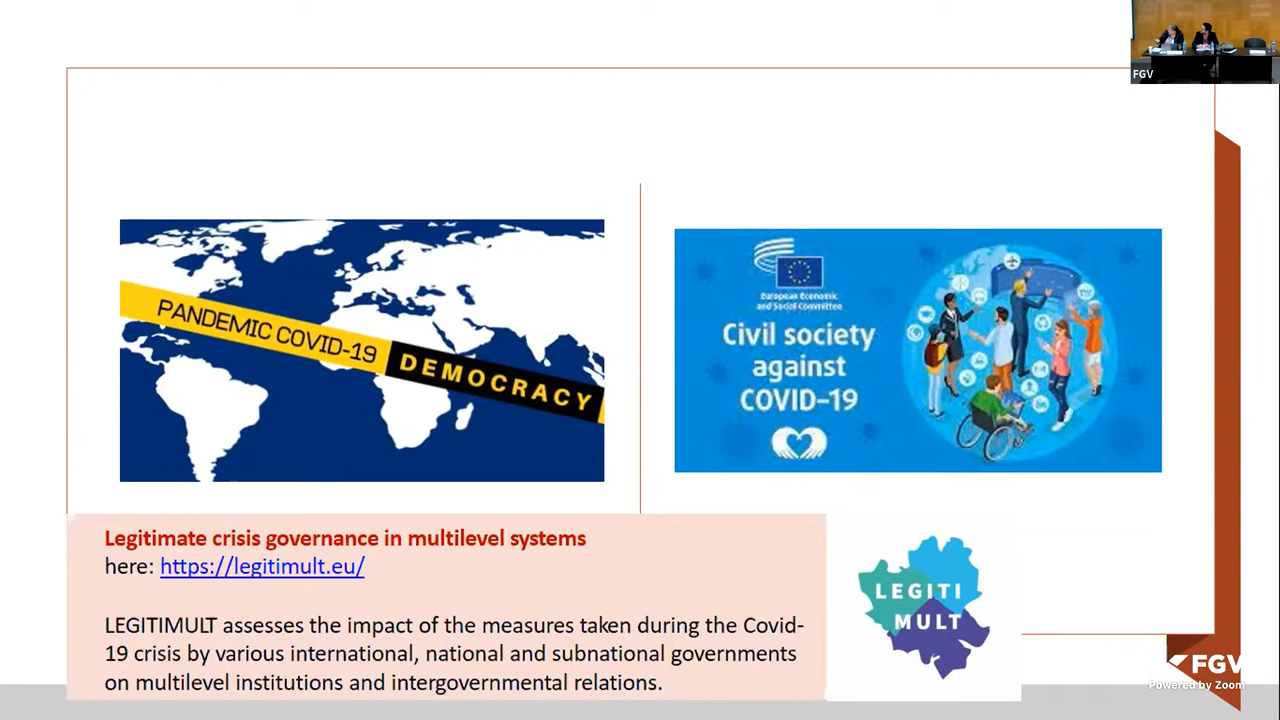 FGV
PANDEMIC COVID-19
DEMOCRACY
European Economic
and Social Committee
Civil society
against
COVID-19
Legitimate crisis governance in multilevel systems
here: https://legitimult.eu/
LEGITIMULT assesses the impact of the measures taken during the Covid-
19 crisis by various international, national and subnational governments
on multilevel institutions and intergovernmental relations.
LEGITI
MULT
FGV
Powered by Zoom